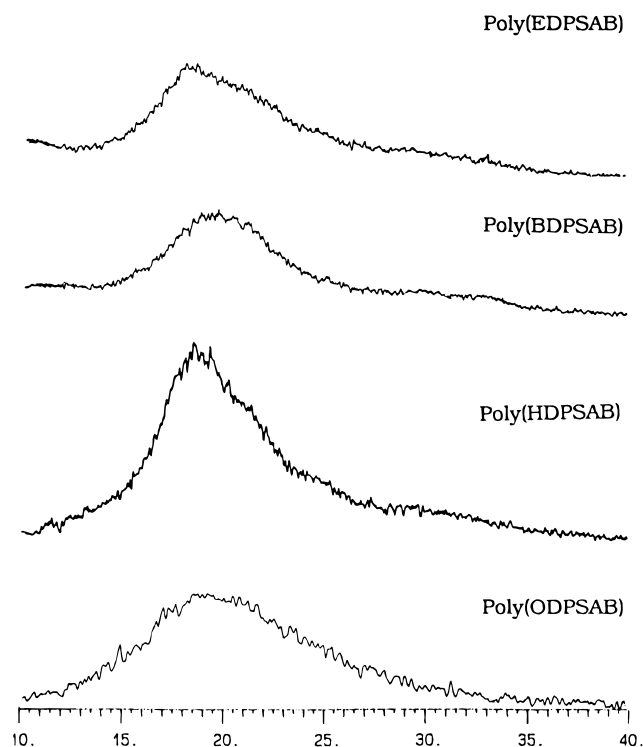 Poly(EDPSAB)
Poly(BDPSAB)
Poly(HDPSAB)
Poly(ODPSAB)
10. 15. 20. 25. 30. 35. 40.